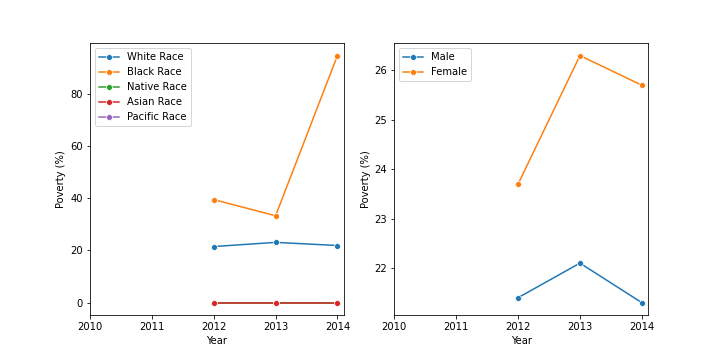 White Race
Black Race
Native Race
Asian Race
Pacific Race
Poverty (%)
80
60
40
20
0
2010 2011 2012 2013 2014
Year
Male
Female
Poverty (%)
26
25
24
23
22
2010 2011 2012 2013 2014
Year